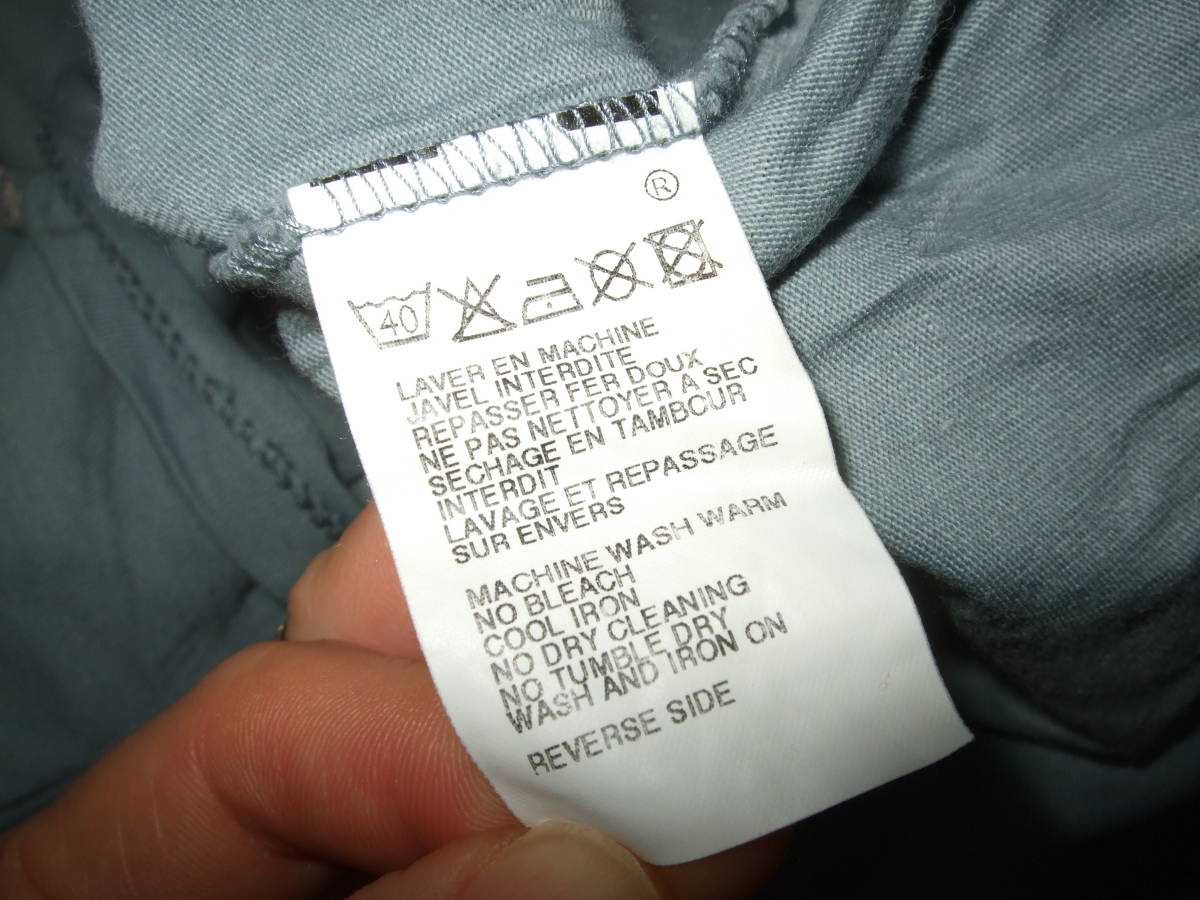 ®
40
LAVER EN MACHINE
JAVEL INTERDITE
REPASSER FER DOUX
NE PAS NETTOYER A SEC
SECHAGE EN TAMBOUR
INTERDIT
LAVAGE ET REPASSAGE
SUR ENVERS
MACHINE WASH WARM
NO BLEACH
COOL IRON
NO DRY CLEANING
NO TUMBLE DRY
WASH AND IRON ON
REVERSE SIDE